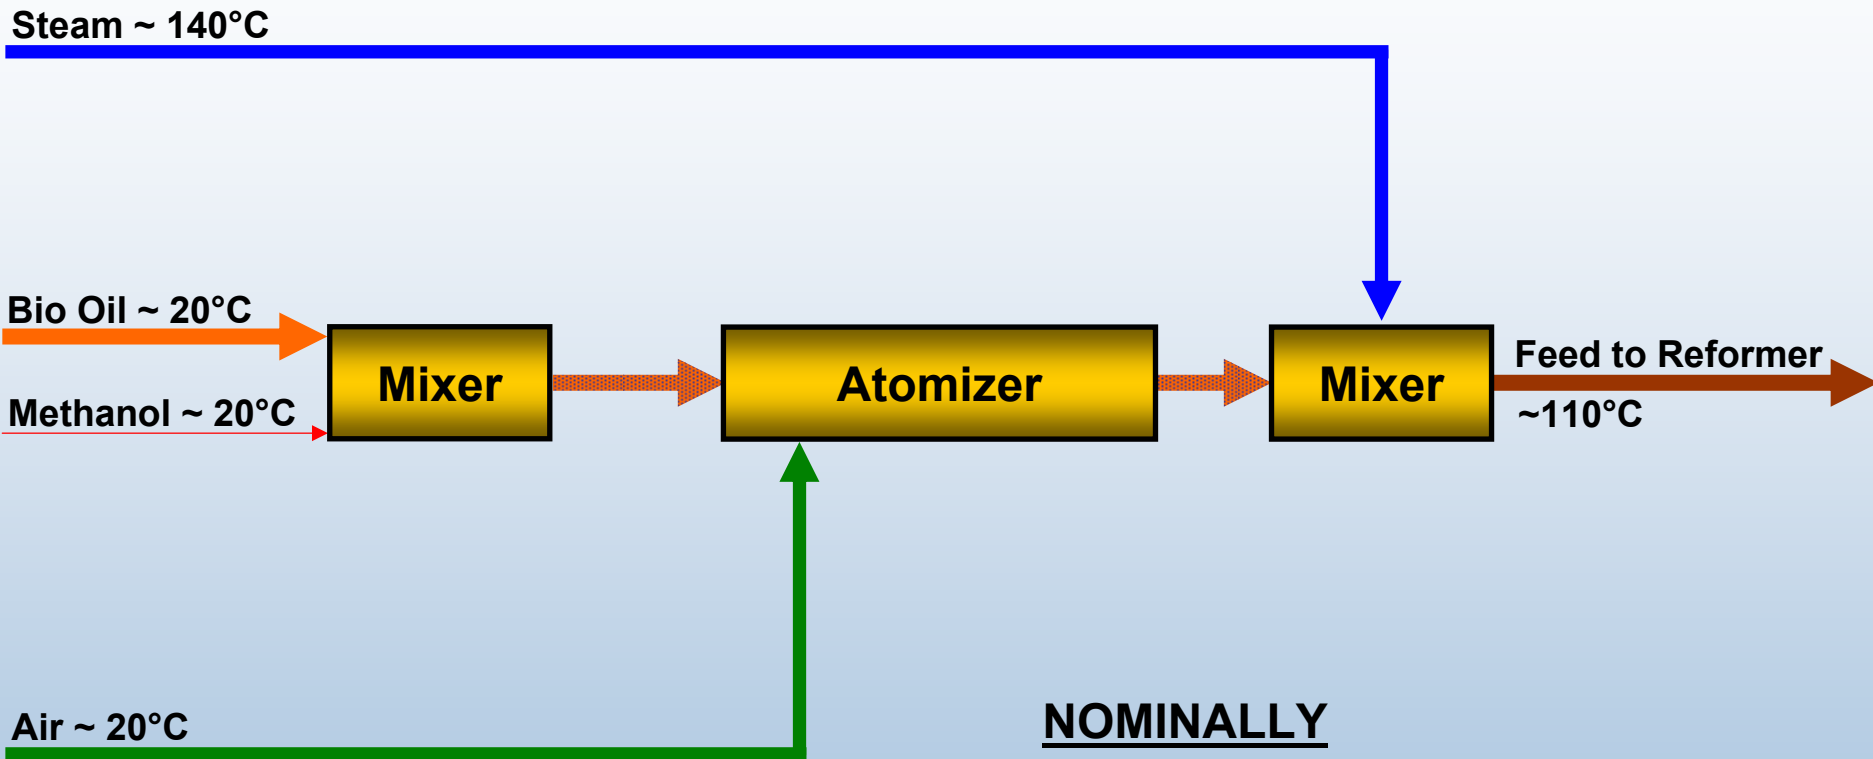 Steam ~ 140°C
Bio Oil ~ 20°C
Methanol ~ 20°C
Mixer
Atomizer
Mixer
Feed to Reformer
~110°C
Air ~ 20°C
NOMINALLY